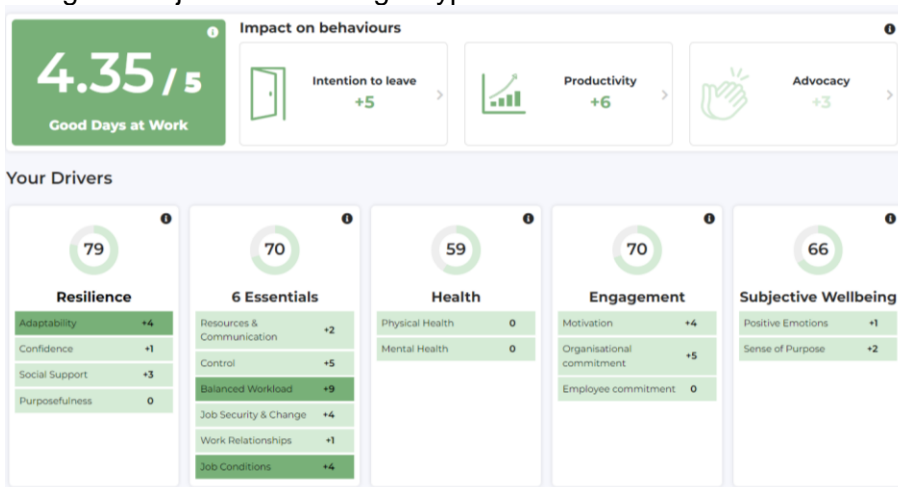 Impact on behaviours
4.35 / 5
Good Days at Work
Intention to leave
+5
Productivity
+6
Advocacy
+3
Your Drivers
79
Resilience
Adaptability +4
Confidence +1
Social Support +3
Purposefulness 0
70
6 Essentials
Resources &
Communication +2
Control +5
Balanced Workload +9
Job Security & Change +4
Work Relationships +1
Job Conditions +4
59
Health
Physical Health 0
Mental Health 0
70
Engagement
Motivation +4
Organisational
commitment +5
Employee commitment 0
66
Subjective Wellbeing
Positive Emotions +1
Sense of Purpose +2